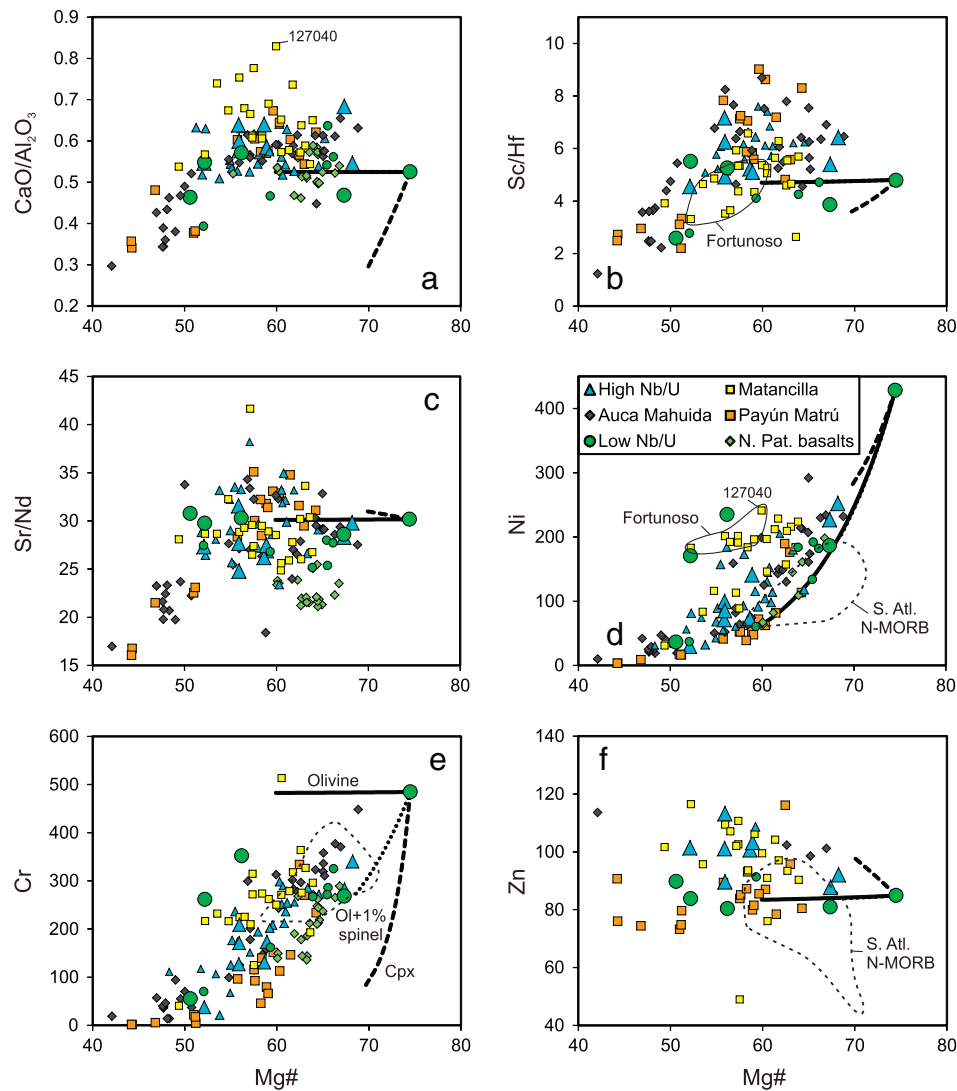 0.9
0.8
0.7
0.6
0.5
0.4
0.3
0.2
CaO/Al₂O₃
127040
a
40 50 60 70 80
10
8
6
4
2
0
Sc/Hf
Fortunoso
b
40 50 60 70 80
45
40
35
30
25
20
15
Sr/Nd
c
40 50 60 70 80
400
300
200
100
0
Ni
High Nb/U Matancilla
Auca Mahuida Payún Matrú
Low Nb/U N. Pat. basalts
127040
Fortunoso
S. Atl.
N-MORB
d
40 50 60 70 80
600
500
400
300
200
100
0
Cr
e
Olivine
Ol+1%
spinel
Cpx
40 50 60 70 80
Mg#
140
120
100
80
60
40
Zn
f
S. Atl.
N-MORB
40 50 60 70 80
Mg#